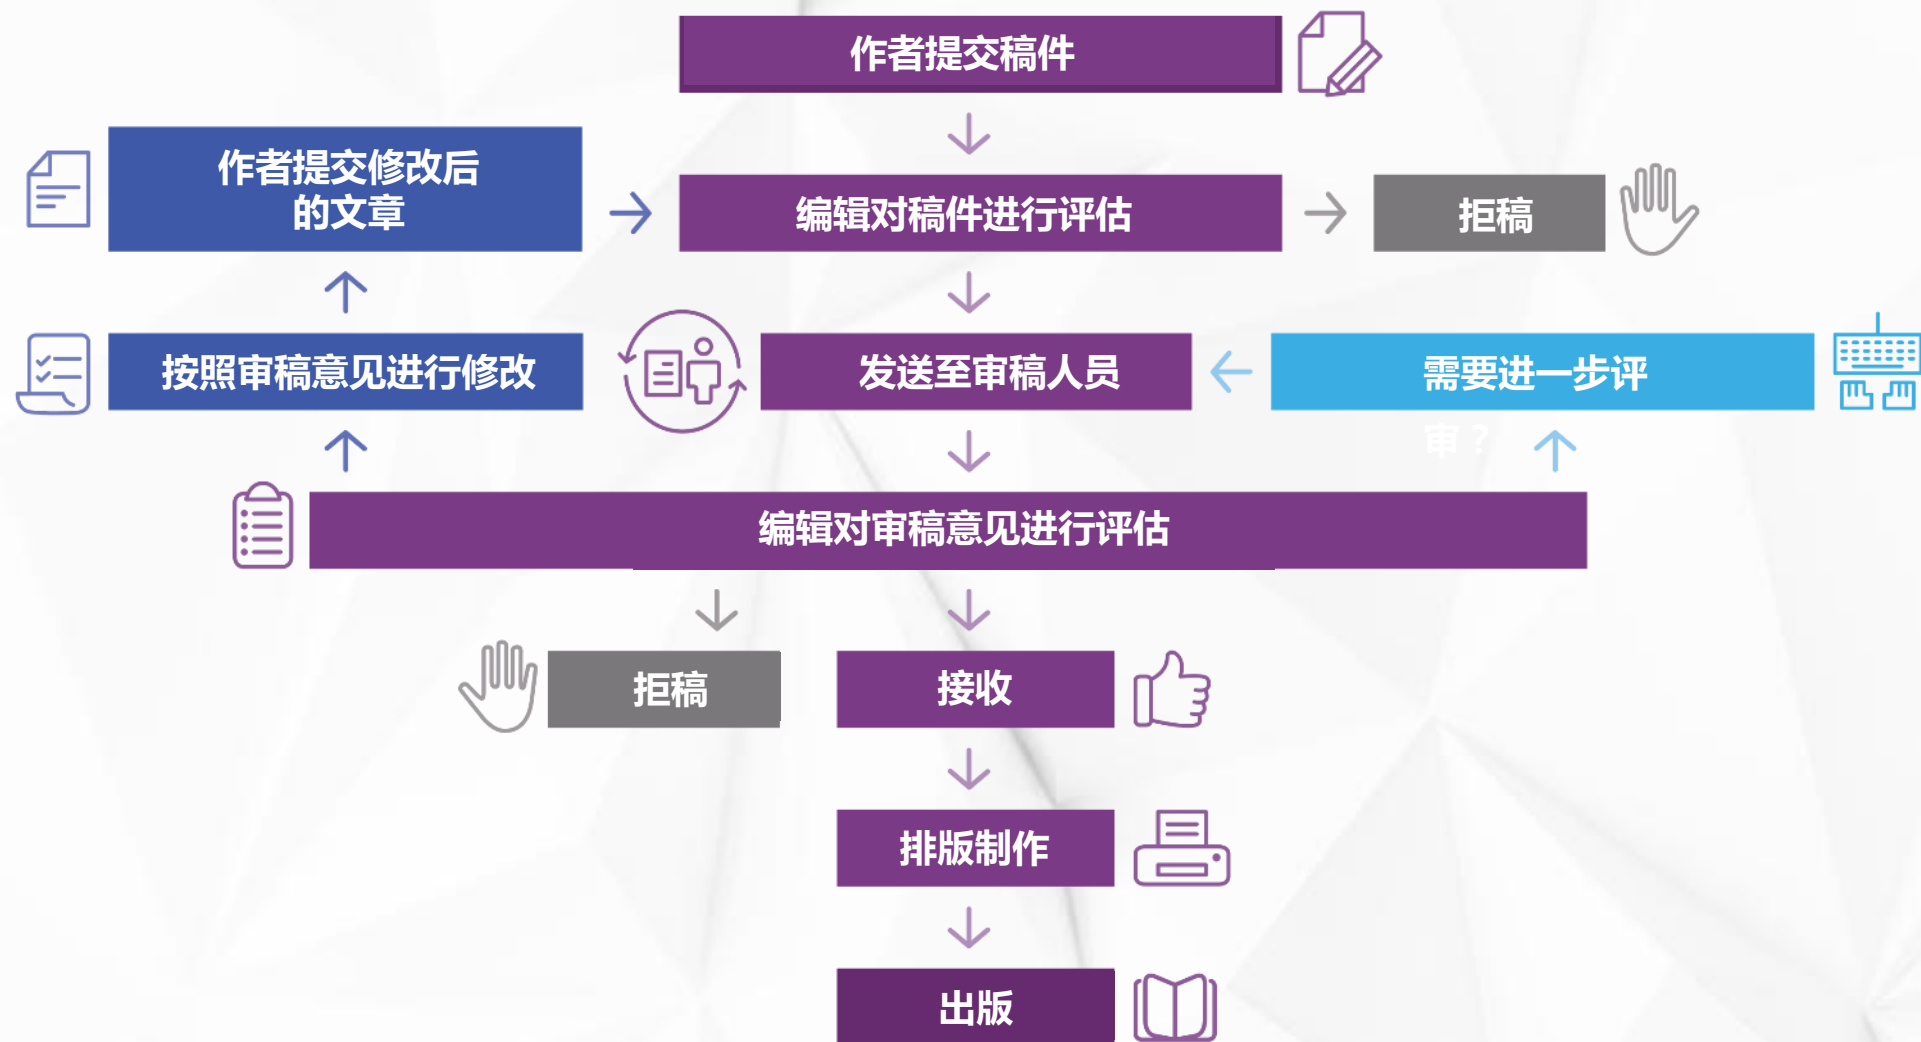 作者提交稿件
作者提交修改后
的文章
编辑对稿件进行评估
拒稿
按照审稿意见进行修改
发送至审稿人员
需要进一步评
审？
编辑对审稿意见进行评估
拒稿
接收
排版制作
出版